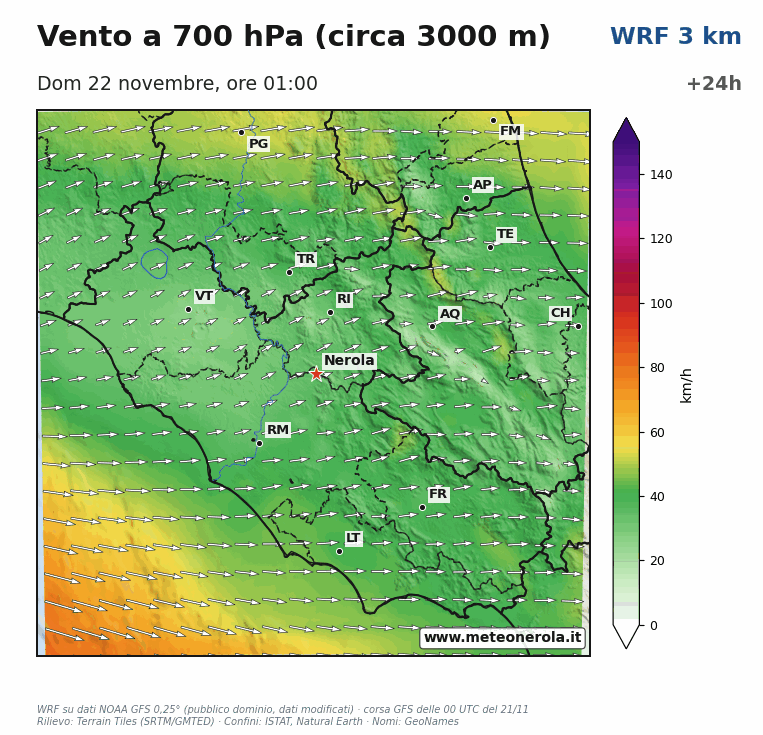 Vento a 700 hPa (circa 3000 m)
WRF 3 km
Dom 22 novembre, ore 01:00
+24h
FM
PG
AP
TE
TR
VT
RI
AQ
CH
Nerola
RM
FR
LT
www.meteonerola.it
140
120
100
80
60
40
20
0
km/h
WRF su dati NOAA GFS 0,25° (pubblico dominio, dati modificati) · corsa GFS delle 00 UTC del 21/11
Rilievo: Terrain Tiles (SRTM/GMTED) · Confini: ISTAT, Natural Earth · Nomi: GeoNames